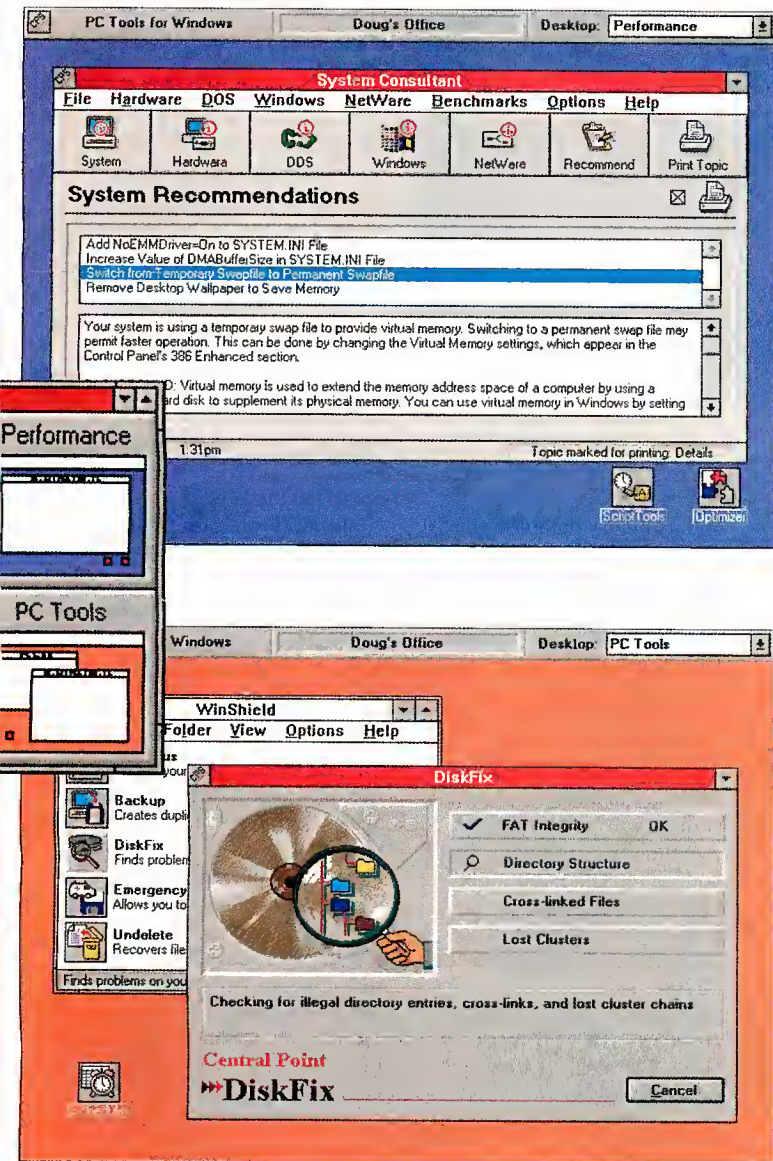 PC Tools for Windows Doug's Office Desktop: Performance
System Consultant
File Hardware DOS Windows NetWare Benchmarks Options Help
System Hardware DOS Windows NetWare Recommend Print Topic
System Recommendations
Add NoEMMDriver=On to SYSTEM.INI File
Increase Value of DMABufferSize in SYSTEM.INI File
Switch from Temporary Swapfile to Permanent Swapfile
Remove Desktop Wallpaper to Save Memory
Your system is using a temporary swap file to provide virtual memory. Switching to a permanent swap file may
permit faster operation. This can be done by changing the Virtual Memory settings, which appear in the
Control Panel's 386 Enhanced section.
D: Virtual memory is used to extend the memory address space of a computer by using a
ard disk to supplement its physical memory. You can use virtual memory in Windows by setting
1:31pm Topic marked for printing: Details
ScriptTools Optimizer
Performance
PC Tools
Windows Doug's Office Desktop: PC Tools
WinShield
Folder View Options Help
us
your
Backup
Creates dupli
DiskFix
Finds problem
Emergency
Allows you to
Undelete
Recovers file
Finds problems on you
DiskFix
FAT Integrity OK
Directory Structure
Cross-linked Files
Lost Clusters
Checking for illegal directory entries, cross-links, and lost cluster chains
Central Point
DiskFix
Cancel